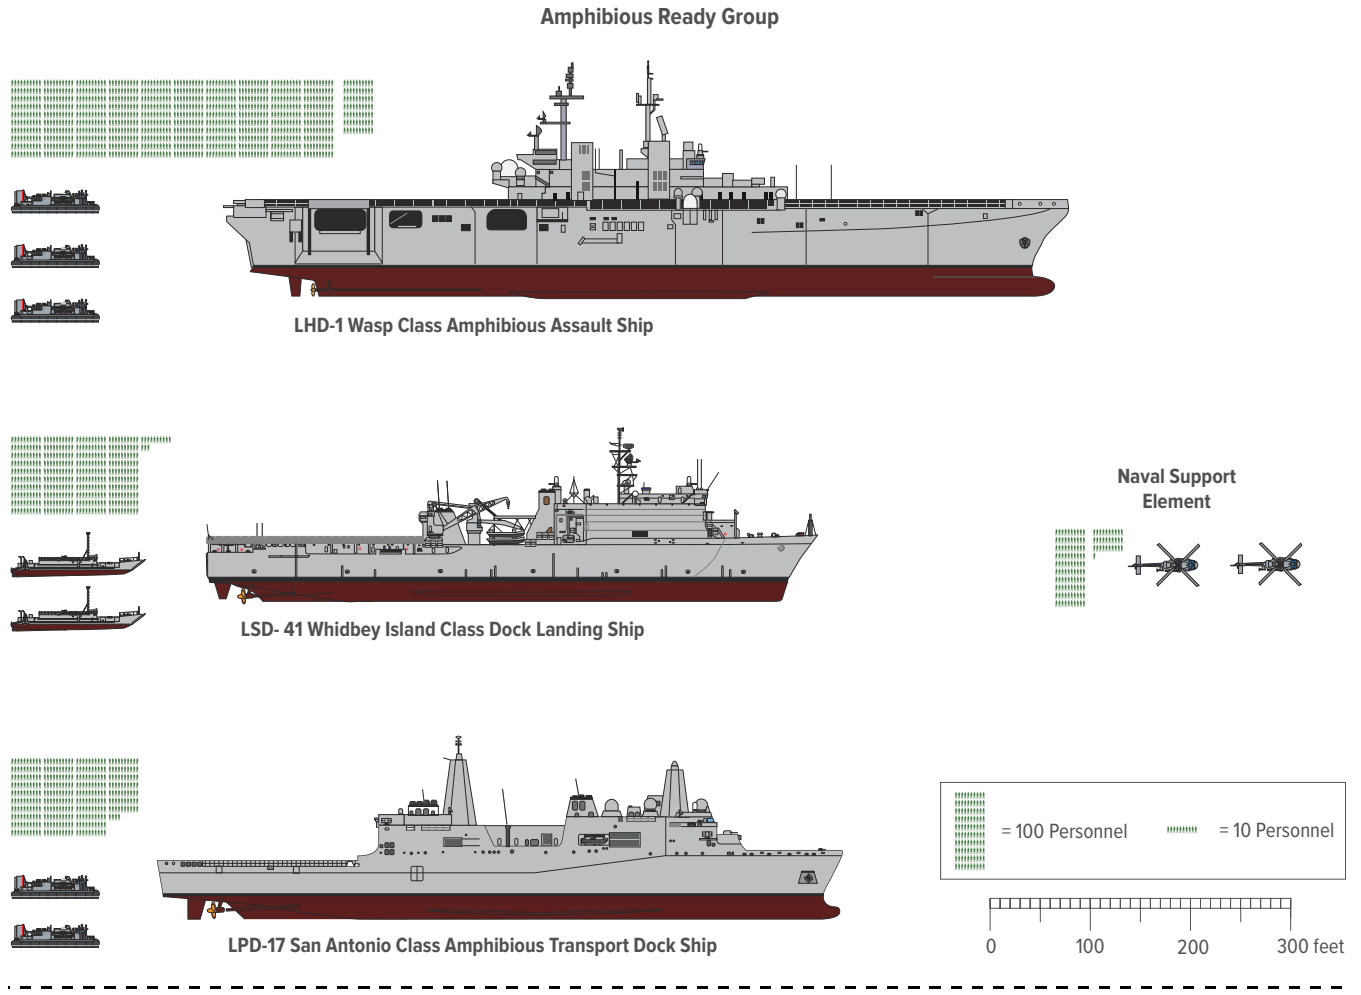 Amphibious Ready Group
LHD-1 Wasp Class Amphibious Assault Ship
LSD- 41 Whidbey Island Class Dock Landing Ship
Naval Support
Element
LPD-17 San Antonio Class Amphibious Transport Dock Ship
= 100 Personnel
= 10 Personnel
0 100 200 300 feet